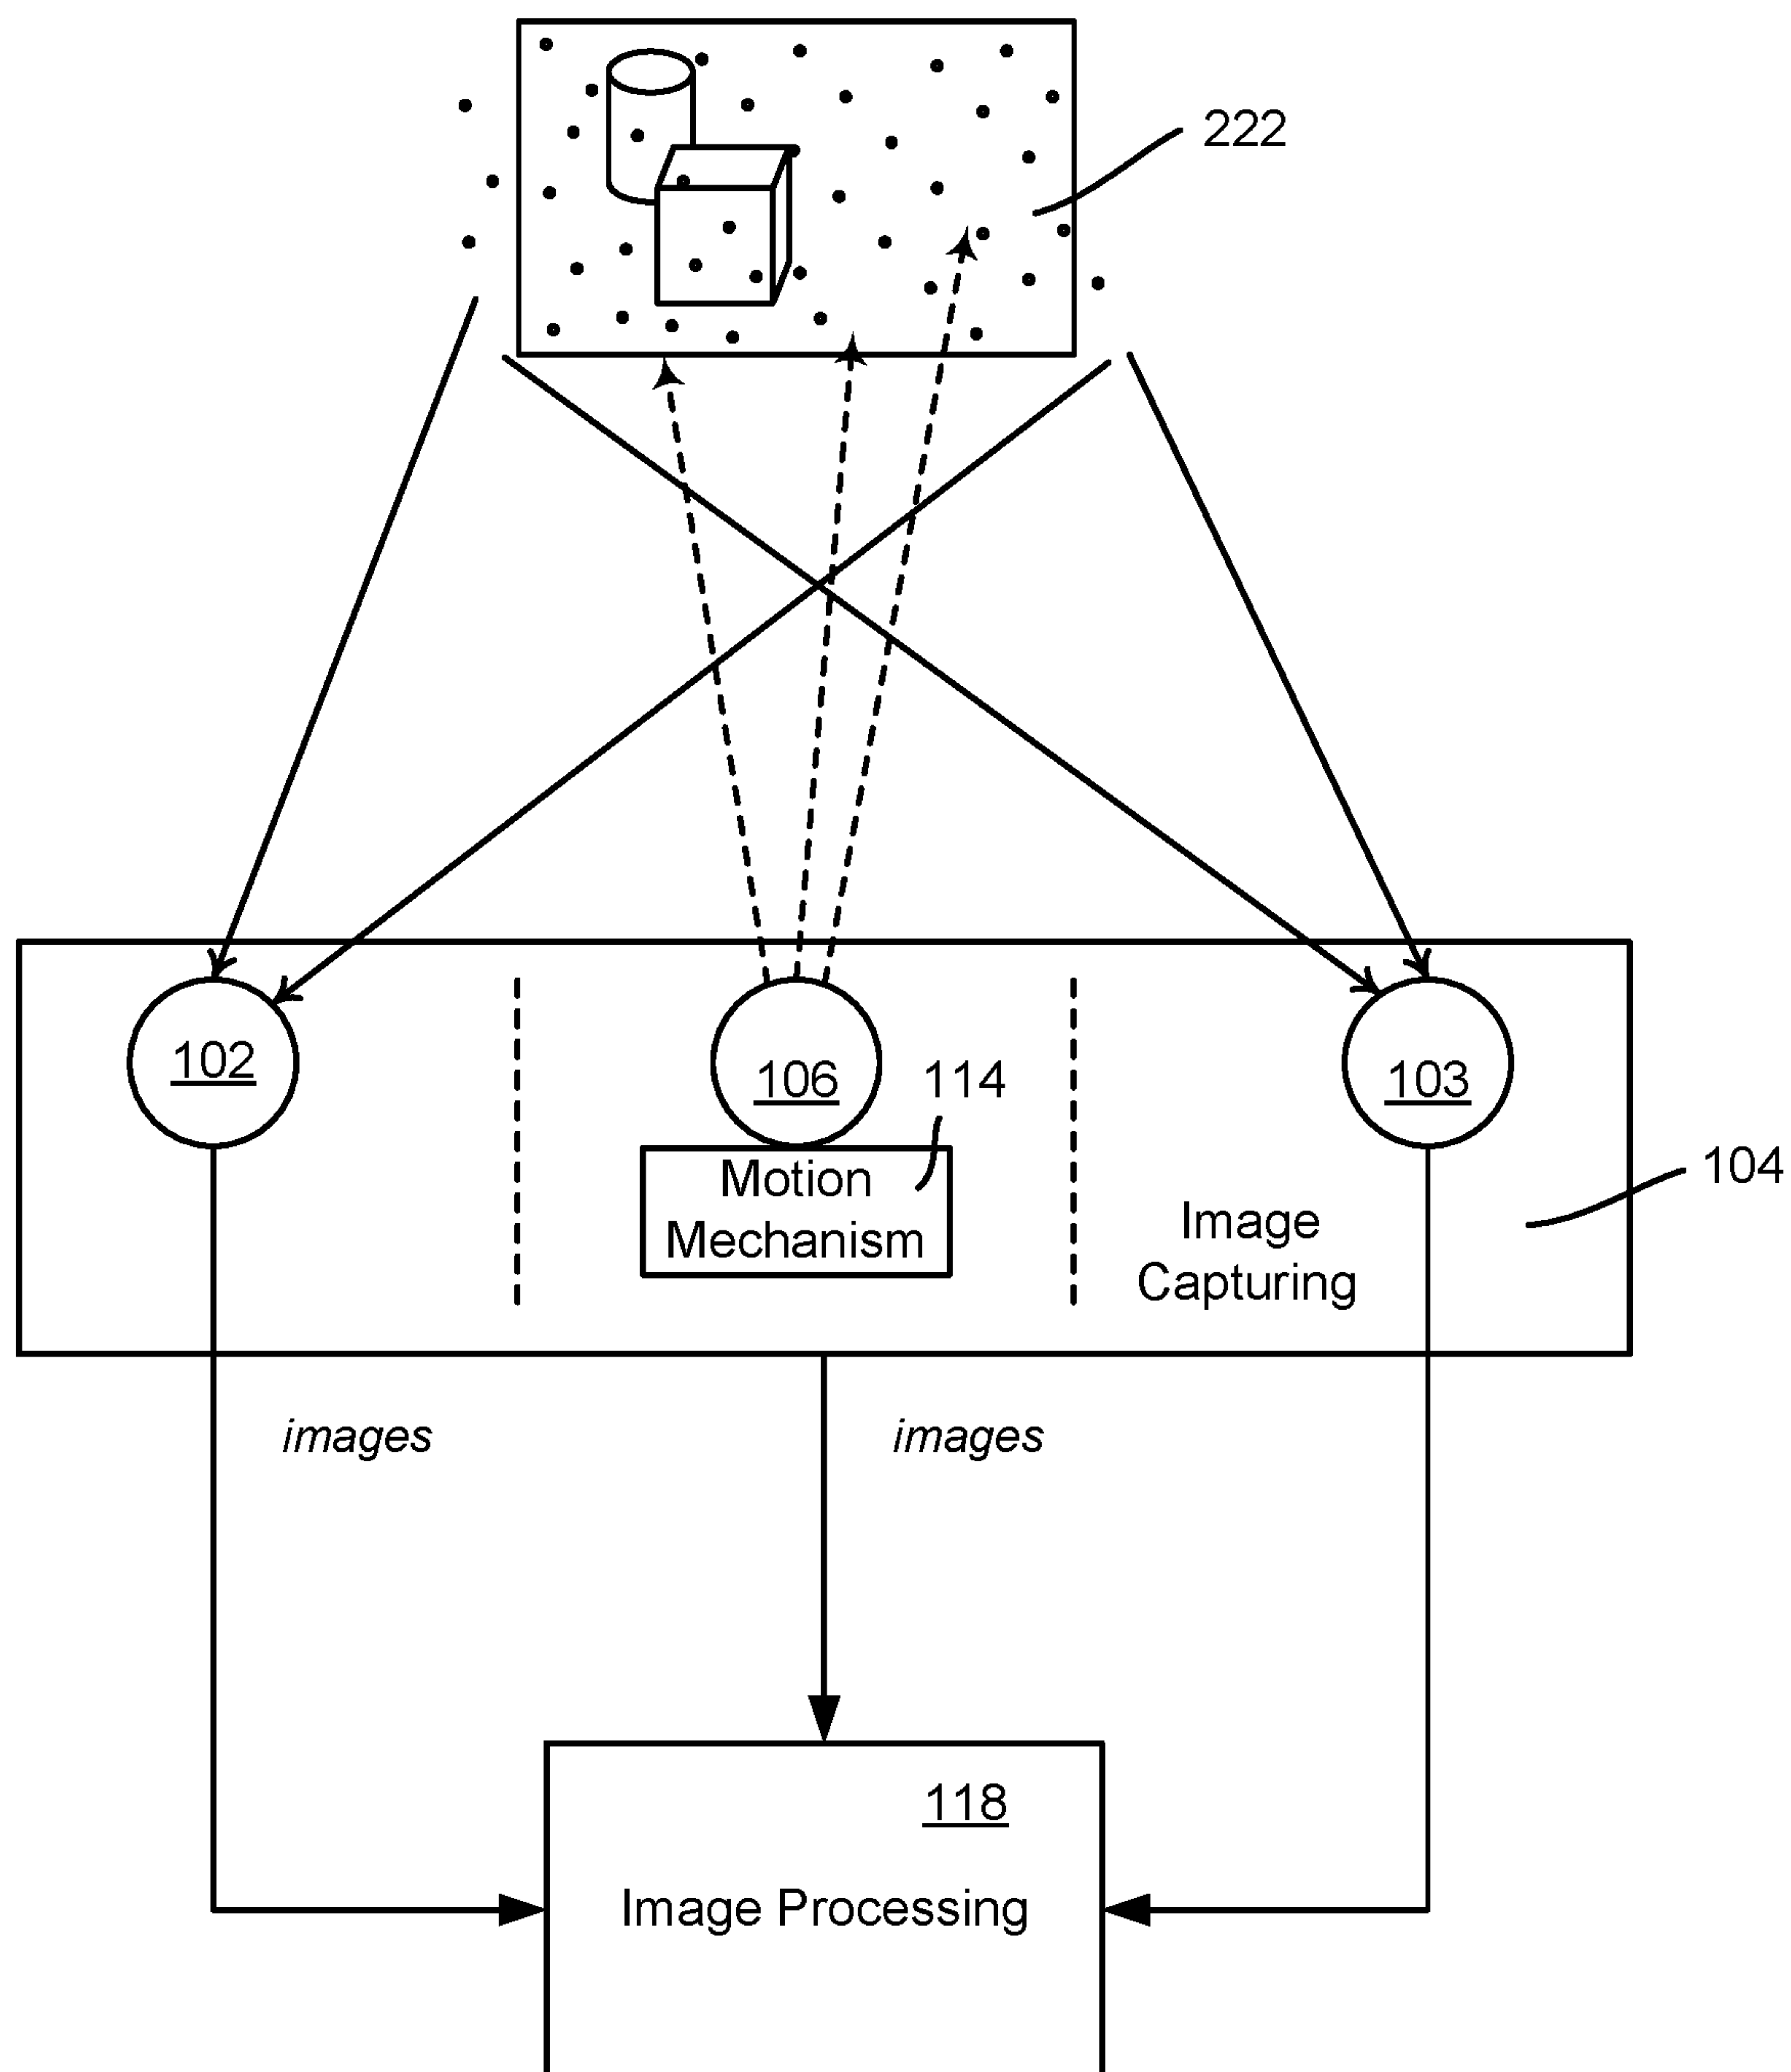 222
102
106
114
103
Motion
Mechanism
104
Image
Capturing
images
images
118
Image Processing